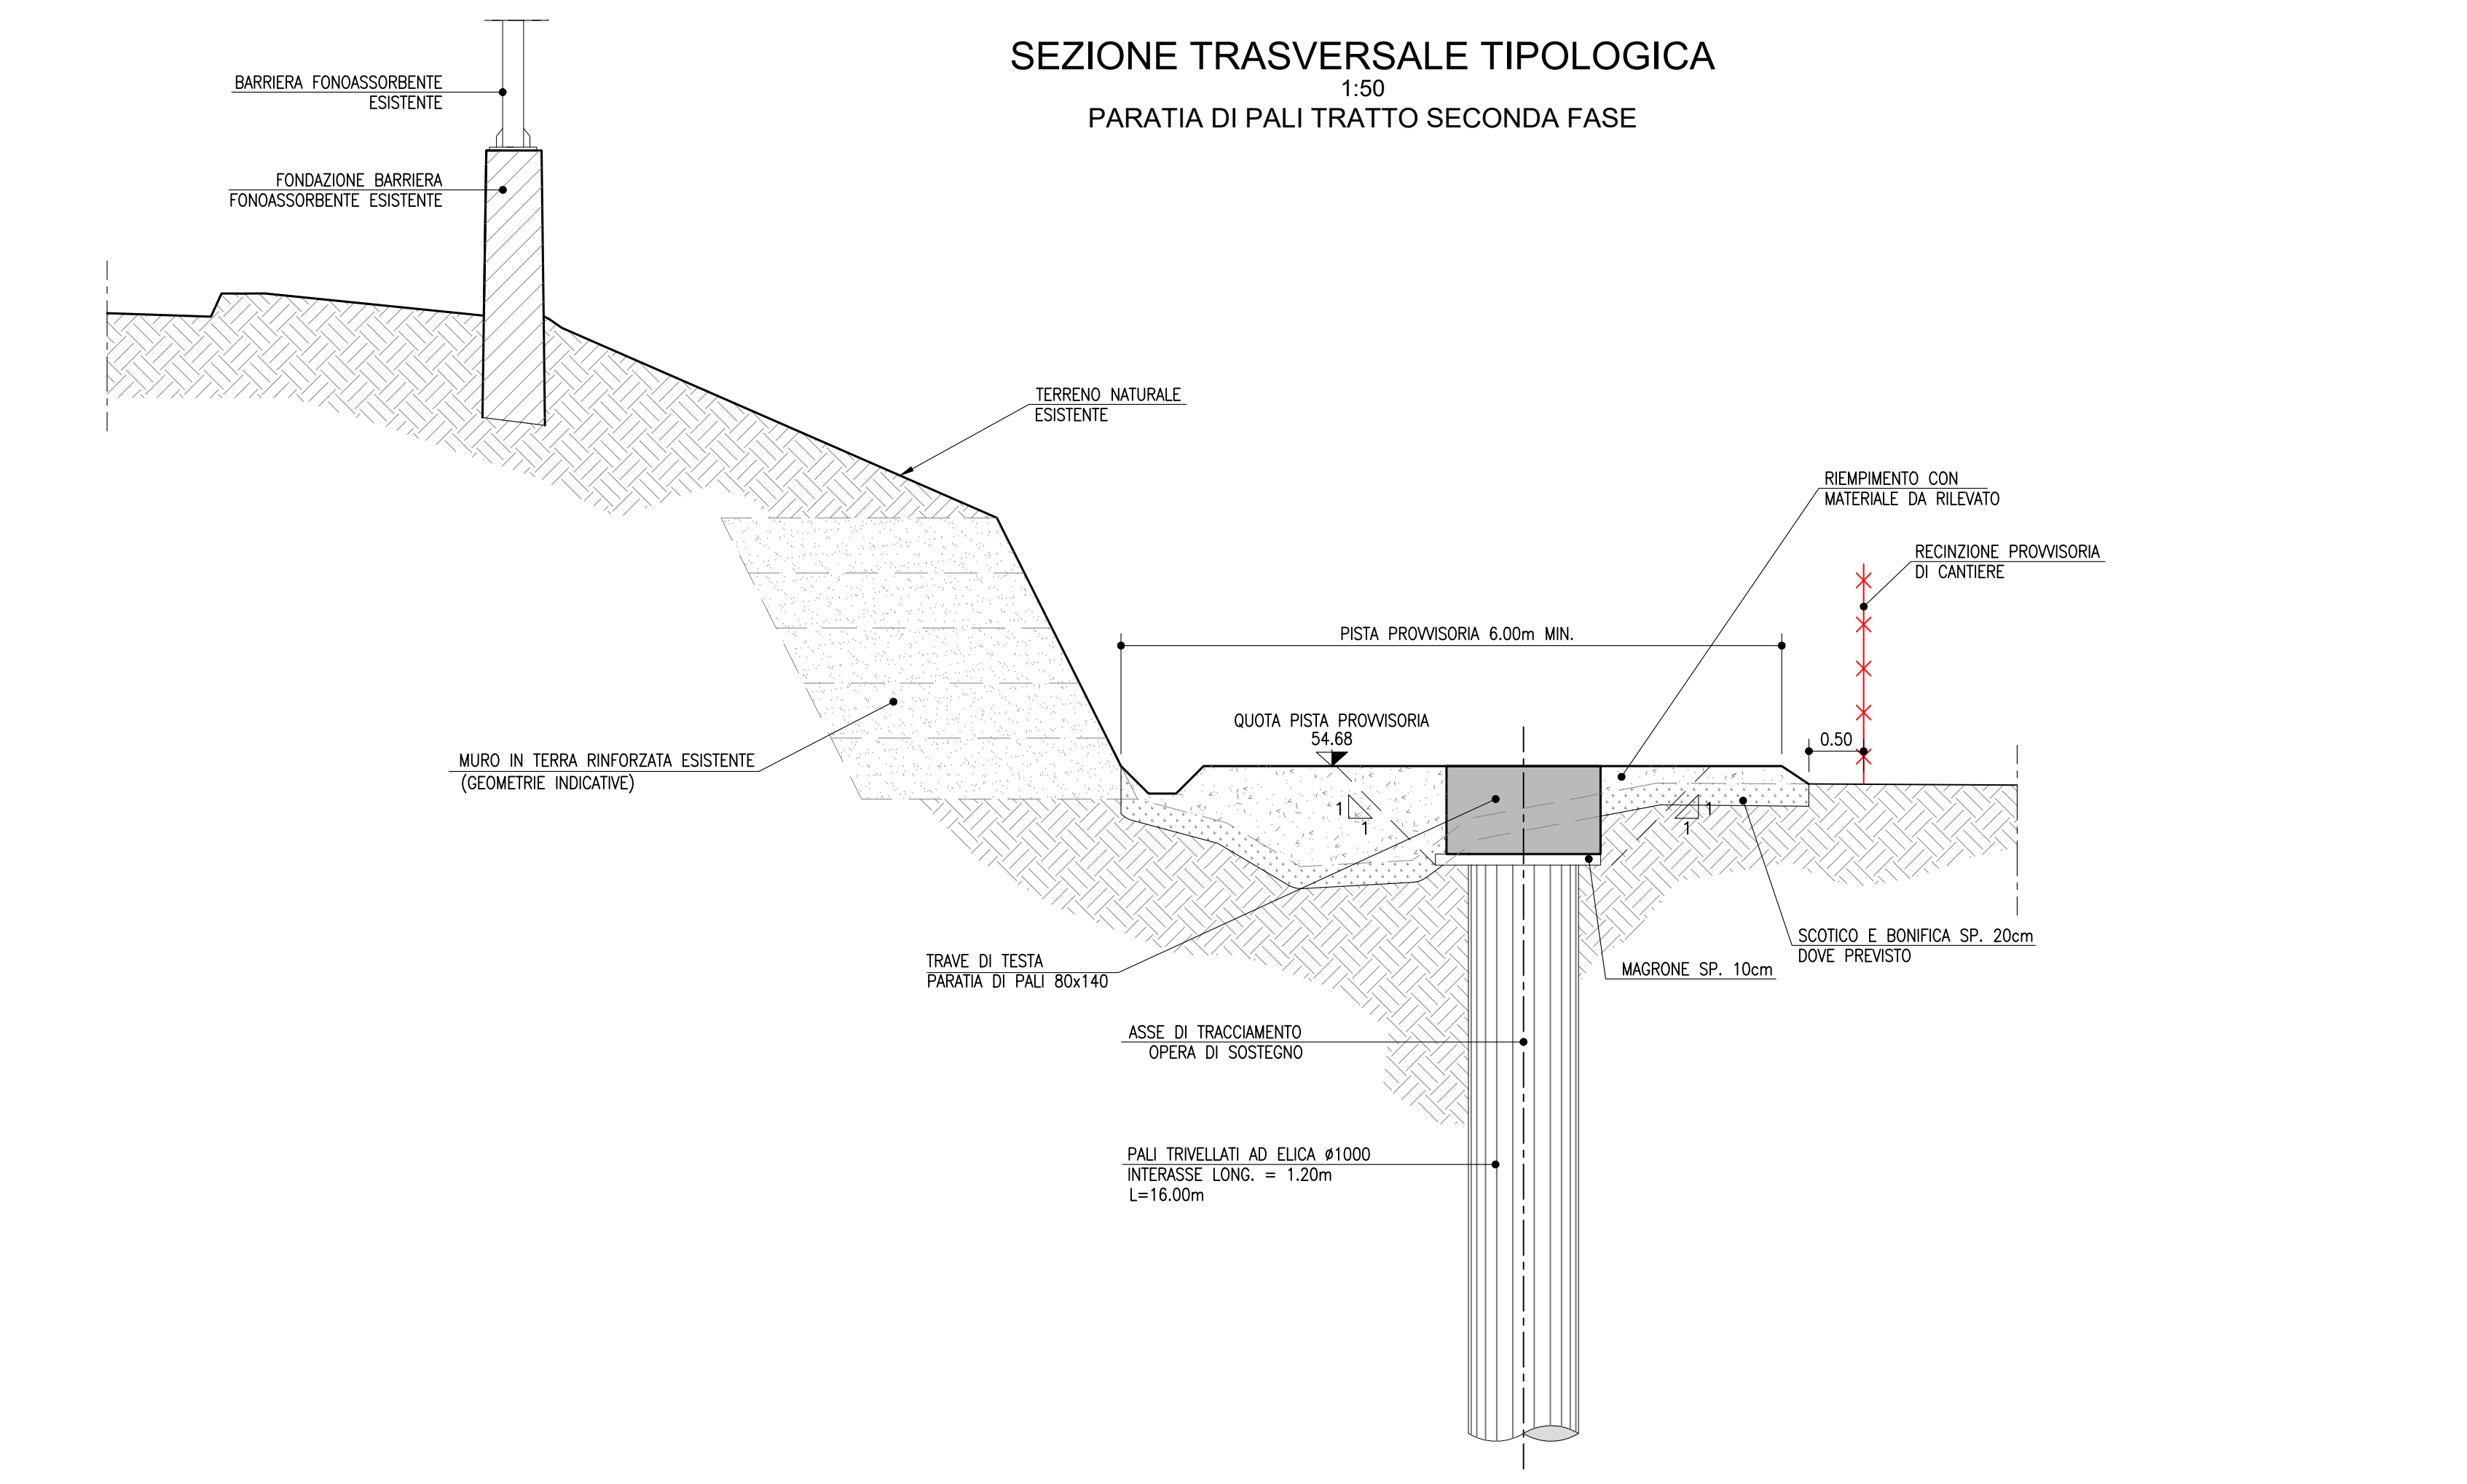 SEZIONE TRASVERSALE TIPOLOGICA
1:50
PARATIA DI PALI TRATTO SECONDA FASE
BARRIERA FONOASSORBENTE
ESISTENTE
FONDAZIONE BARRIERA
FONOASSORBENTE ESISTENTE
TERRENO NATURALE
ESISTENTE
RIEMPIMENTO CON
MATERIALE DA RILEVATO
RECINZIONE PROVVISORIA
DI CANTIERE
PISTA PROVVISORIA 6.00m MIN.
QUOTA PISTA PROVVISORIA
54.68
0.50
MURO IN TERRA RINFORZATA ESISTENTE
(GEOMETRIE INDICATIVE)
1
1
1
1
TRAVE DI TESTA
PARATIA DI PALI 80x140
SCOTICO E BONIFICA SP. 20cm
DOVE PREVISTO
MAGRONE SP. 10cm
ASSE DI TRACCIAMENTO
OPERA DI SOSTEGNO
PALI TRIVELLATI AD ELICA ø1000
INTERASSE LONG. = 1.20m
L=16.00m